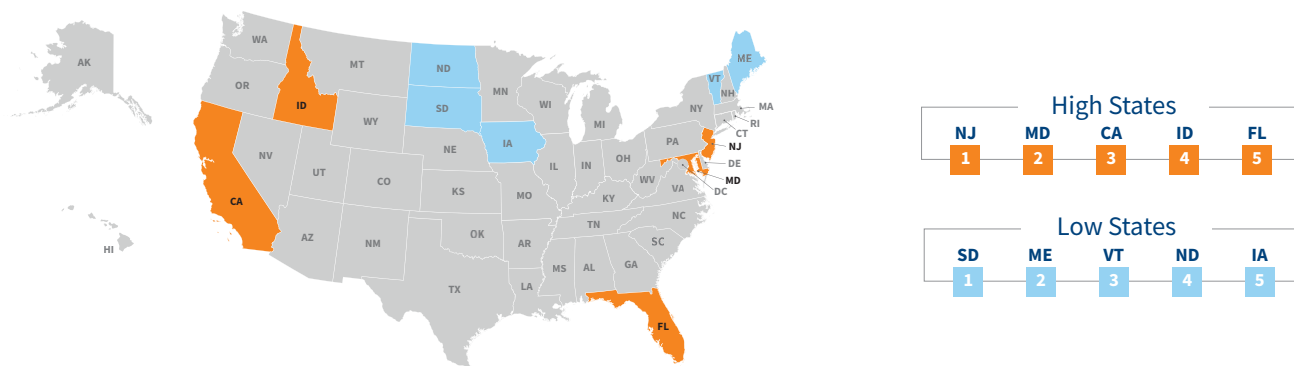 AK
HI
WA
OR
CA
ID
NV
MT
WY
UT
AZ
CO
NM
ND
SD
NE
KS
OK
TX
MN
IA
MO
AR
LA
WI
IL
MI
IN
OH
KY
TN
MS
AL
GA
FL
SC
NC
VA
WV
PA
NY
VT
NH
ME
MA
RI
CT
NJ
DE
MD
DC
High States
NJ MD CA ID FL
1 2 3 4 5
Low States
SD ME VT ND IA
1 2 3 4 5